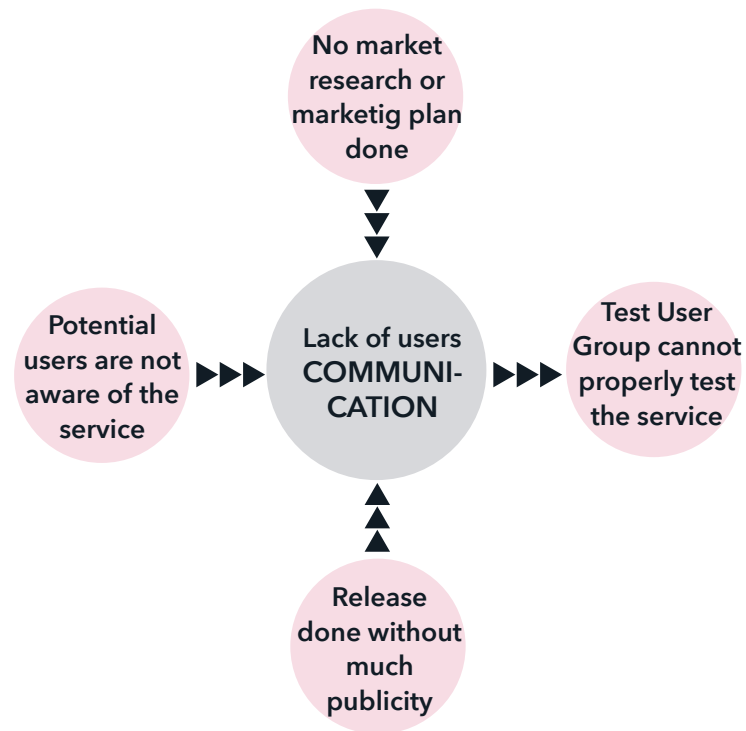 No market
research or
marketig plan
done
Potential
users are not
aware of the
service
Lack of users
COMMUNI-
CATION
Test User
Group cannot
properly test
the service
Release
done without
much
publicity